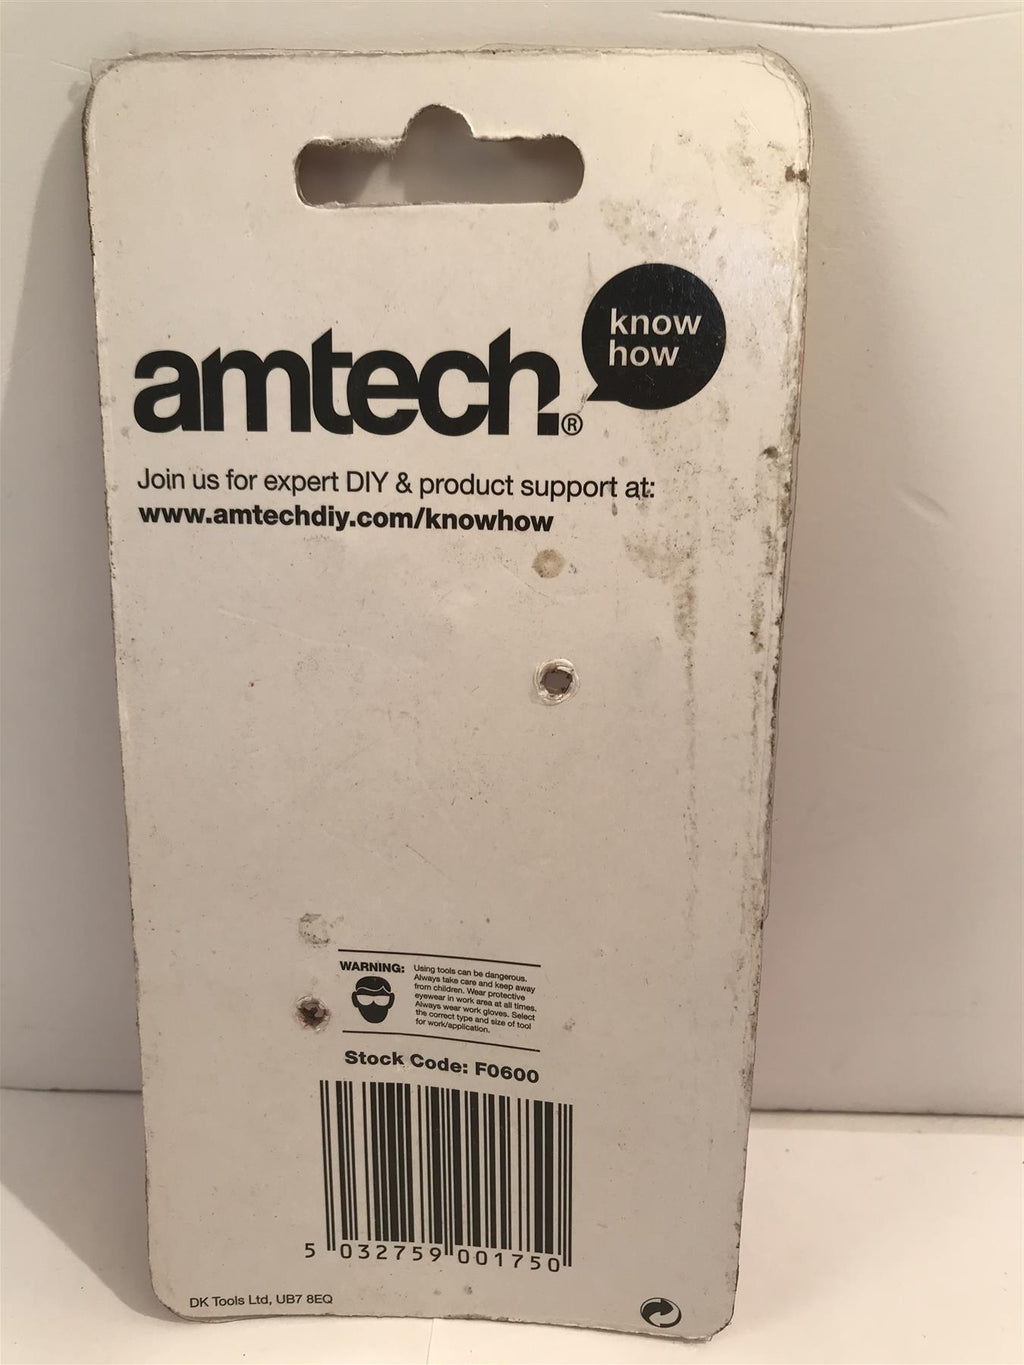 know
how
amtech.®
Join us for expert DIY & product support at:
www.amtechdiy.com/knowhow
WARNING:
Using tools can be dangerous.
Always take care and keep away
from children. Wear protective
eyewear in work area at all times.
Always wear work gloves. Select
the correct type and size of tool
for work/application.
Stock Code: F0600
5 032759 001750
DK Tools Ltd, UB7 8EQ